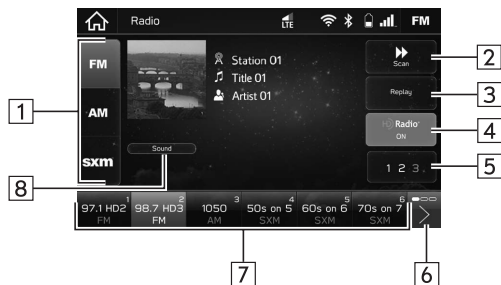 Radio LTE FM
FM
AM
sxm
Station 01
Title 01
Artist 01
Sound
Scan
Replay
HD Radio
ON
1 2 3.
1
97.1 HD2
FM
2
98.7 HD3
FM
3
1050
AM
4
50s on 5
SXM
5
60s on 6
SXM
6
70s on 7
SXM
1
2
3
4
5
6
7
8